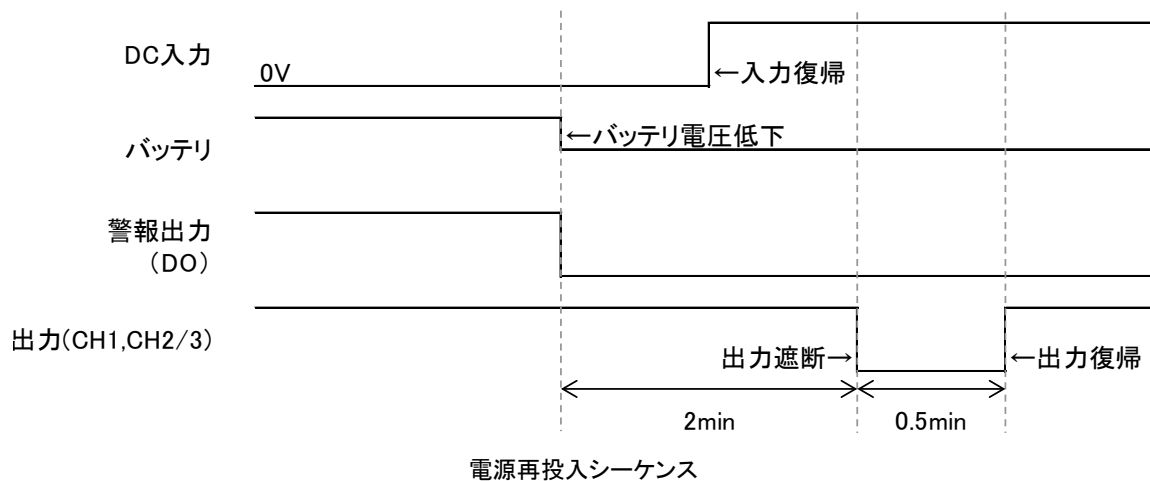 DC入力
0V
←入力復帰
バッテリ
←バッテリ電圧低下
警報出力
(DO)
出力(CH1,CH2/3)
出力遮断→
←出力復帰
2min
0.5min
電源再投入シーケンス